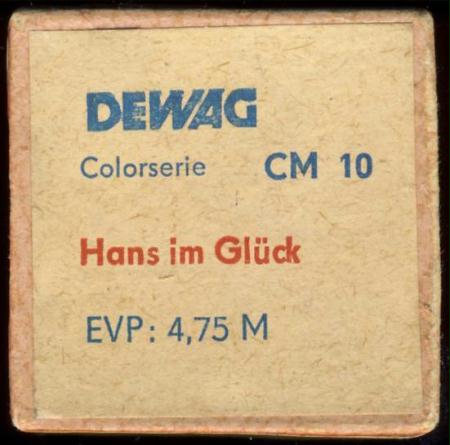 DEWAG
Colorserie CM 10
Hans im Glück
EVP: 4,75 M